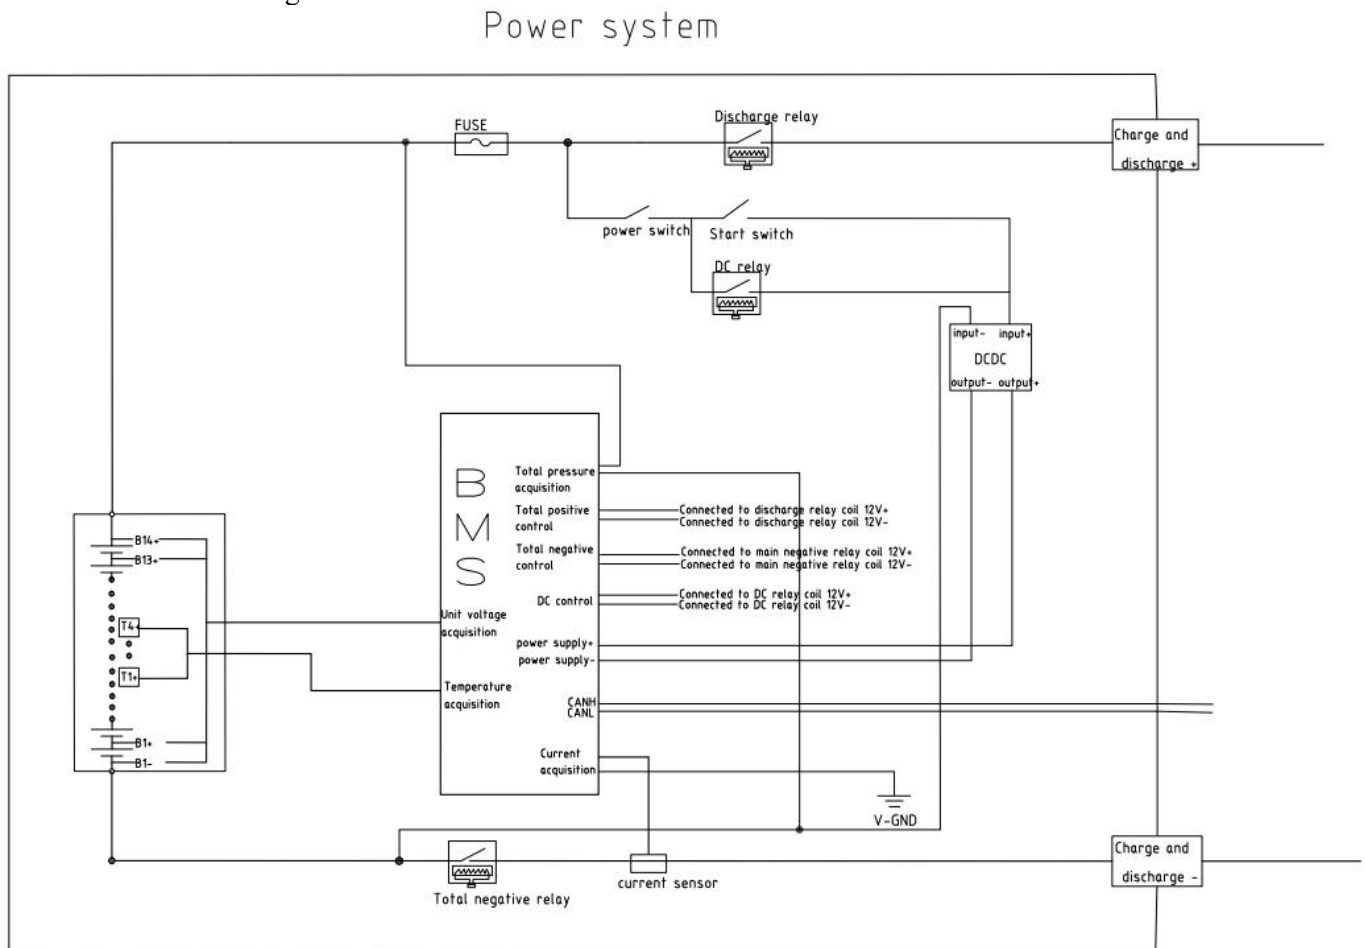 Power system
FUSE
Discharge relay
Charge and
discharge +
power switch
Start switch
DC relay
input- input+
DCDC
output- output+
BMS
Total pressure
acquisition
Total positive
control
Connected to discharge relay coil 12V+
Connected to discharge relay coil 12V-
Total negative
control
Connected to main negative relay coil 12V+
Connected to main negative relay coil 12V-
DC control
Connected to DC relay coil 12V+
Connected to DC relay coil 12V-
B14+
B13+
T4+
T1+
B1+
B1-
Unit voltage
acquisition
power supply+
power supply-
Temperature
acquisition
CANH
CANL
Current
acquisition
V-GND
Total negative relay
current sensor
Charge and
discharge -